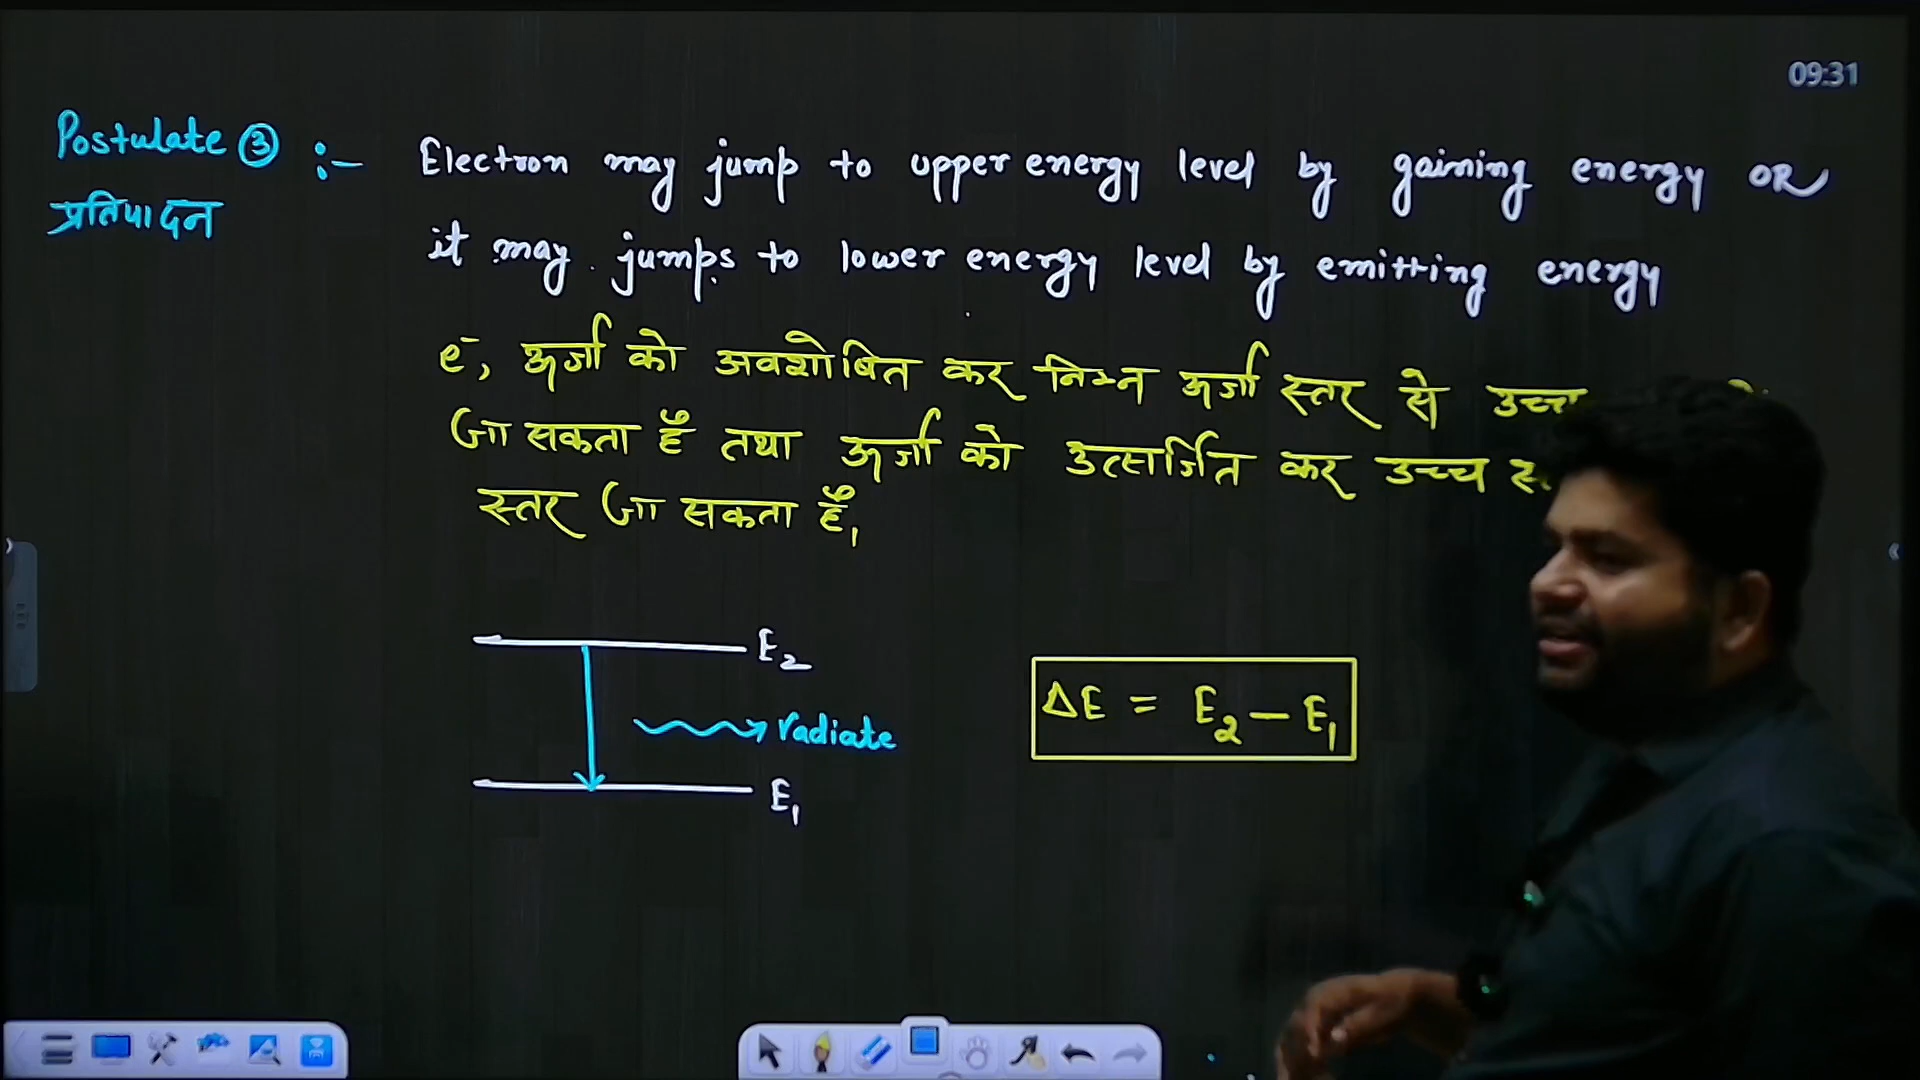 09:31
Postulate ③ :- Electron may jump to upper energy level by gaining energy OR
प्रतिपादन
it may jumps to lower energy level by emitting energy
e⁻, ऊर्जा को अवशोषित कर निम्न ऊर्जा स्तर से उच्च
जा सकता है तथा ऊर्जा को उत्सर्जित कर उच्च
स्तर जा सकता है,
E₂
radiate
ΔE = E₂ - E₁
E₁